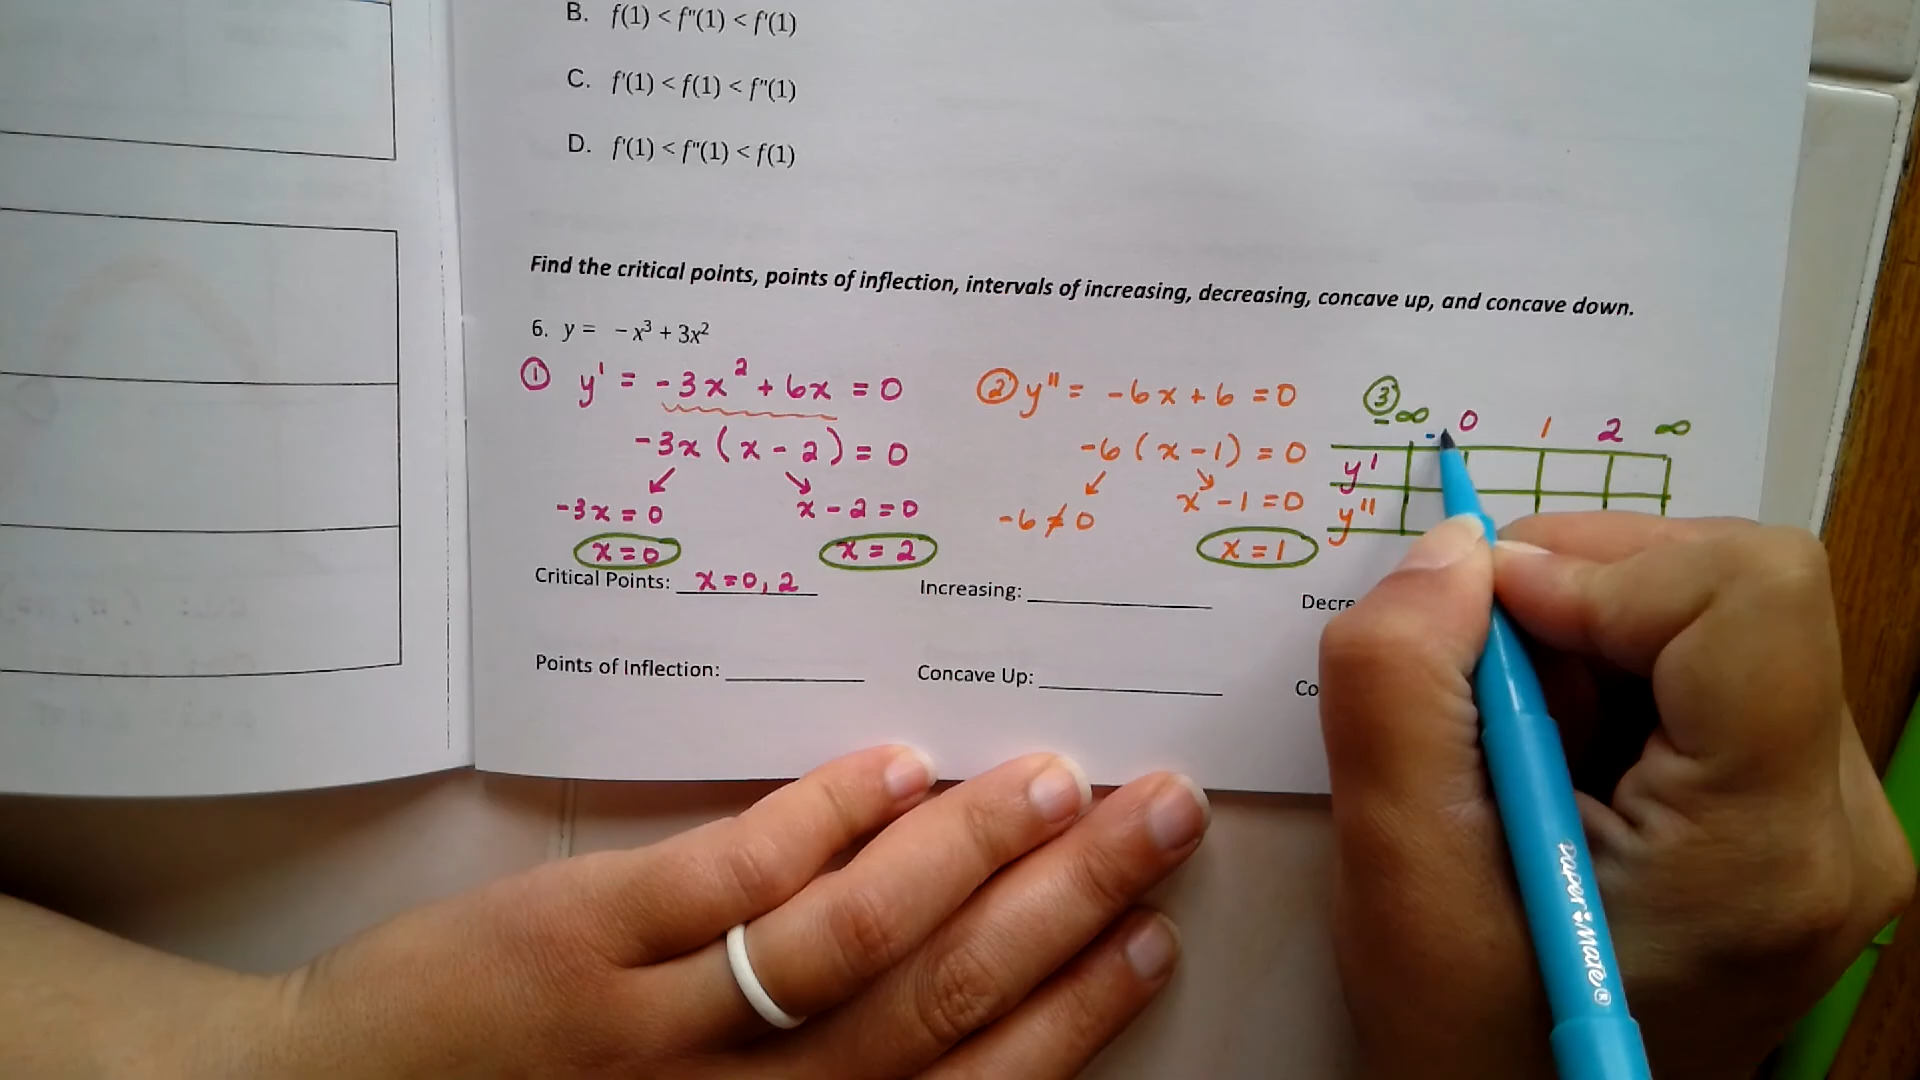 B. f(1) < f"(1) < f'(1)
C. f'(1) < f(1) < f"(1)
D. f'(1) < f"(1) < f(1)
Find the critical points, points of inflection, intervals of increasing, decreasing, concave up, and concave down.
6. y = - x³ + 3x²
① y' = -3x² + 6x = 0
-3x (x - 2) = 0
-3x = 0
x - 2 = 0
x = 0
x = 2
② y" = -6x + 6 = 0
-6 (x - 1) = 0
-6 ≠ 0
x - 1 = 0
x = 1
③
-∞ 0 1 2 ∞
y'
y"
Critical Points: x = 0, 2
Increasing:
Decre
Points of Inflection:
Concave Up:
Co
paper:mate®